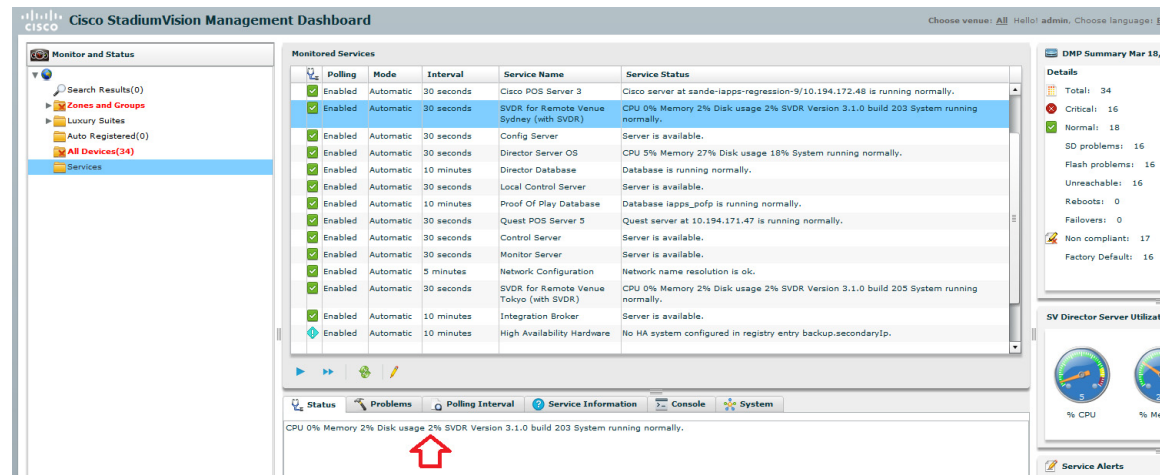 CISCO
Cisco StadiumVision Management Dashboard
Choose venue: All Hello! admin, Choose language:
Monitor and Status
Search Results(0)
Zones and Groups
Luxury Suites
Auto Registered(0)
All Devices(34)
Services
Monitored Services
Polling Mode Interval Service Name Service Status
Enabled Automatic 30 seconds Cisco POS Server 3 Cisco server at sande-iapps-regression-9/10.194.172.48 is running normally.
Enabled Automatic 30 seconds SVDR for Remote Venue CPU 0% Memory 2% Disk usage 2% SVDR Version 3.1.0 build 203 System running
Sydney (with SVDR) normally.
Enabled Automatic 30 seconds Config Server Server is available.
Enabled Automatic 30 seconds Director Server OS CPU 5% Memory 27% Disk usage 18% System running normally.
Enabled Automatic 10 minutes Director Database Database is running normally.
Enabled Automatic 30 seconds Local Control Server Server is available.
Enabled Automatic 10 minutes Proof Of Play Database Database iapps_pofp is running normally.
Enabled Automatic 30 seconds Quest POS Server 5 Quest server at 10.194.171.47 is running normally.
Enabled Automatic 30 seconds Control Server Server is available.
Enabled Automatic 30 seconds Monitor Server Server is available.
Enabled Automatic 5 minutes Network Configuration Network name resolution is ok.
Enabled Automatic 30 seconds SVDR for Remote Venue CPU 0% Memory 2% Disk usage 2% SVDR Version 3.1.0 build 205 System running
Tokyo (with SVDR) normally.
Enabled Automatic 10 minutes Integration Broker Server is available.
Enabled Automatic 10 minutes High Availability Hardware No HA system configured in registry entry backup.secondaryIp.
Status Problems Polling Interval Service Information Console System
CPU 0% Memory 2% Disk usage 2% SVDR Version 3.1.0 build 203 System running normally.
DMP Summary Mar 18,
Details
Total: 34
Critical: 16
Normal: 18
SD problems: 16
Flash problems: 16
Unreachable: 16
Reboots: 0
Failovers: 0
Non compliant: 17
Factory Default: 16
SV Director Server Utilizat
5 2
% CPU % Me
Service Alerts